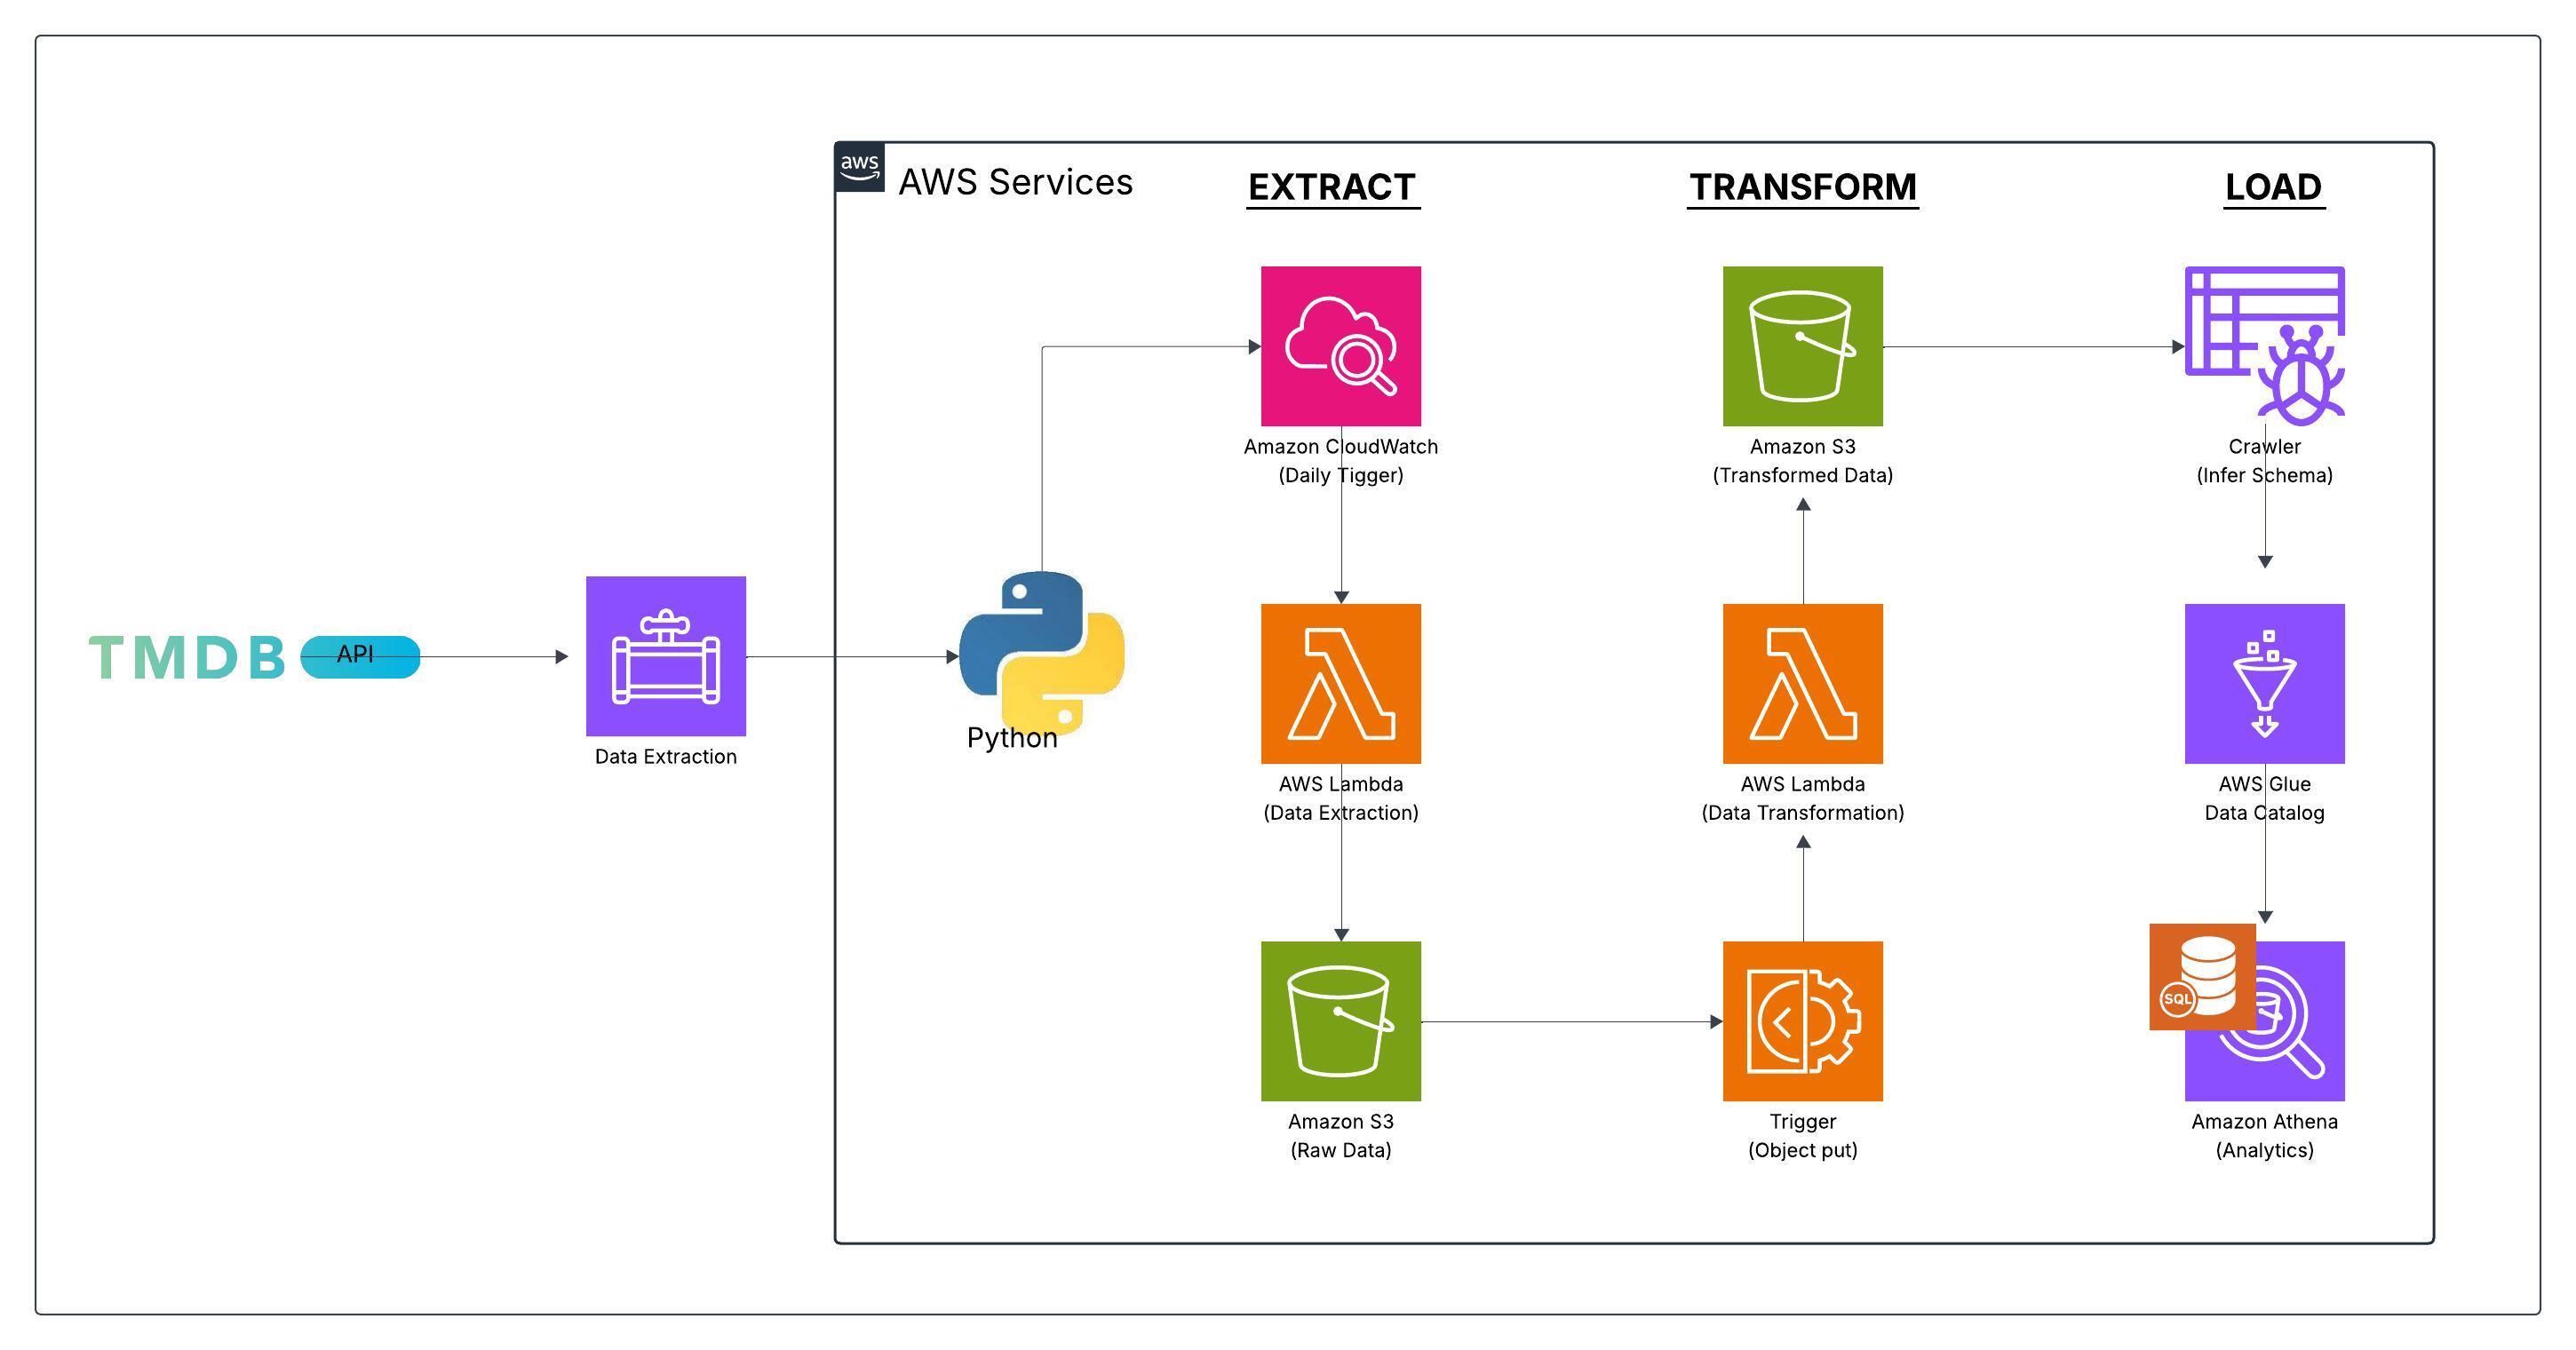 aws
AWS Services
EXTRACT
TRANSFORM
LOAD
Amazon CloudWatch
(Daily Tigger)
Amazon S3
(Transformed Data)
Crawler
(Infer Schema)
TMDB
API
Data Extraction
Python
AWS Lambda
(Data Extraction)
AWS Lambda
(Data Transformation)
AWS Glue
Data Catalog
SQL
Amazon S3
(Raw Data)
Trigger
(Object put)
Amazon Athena
(Analytics)